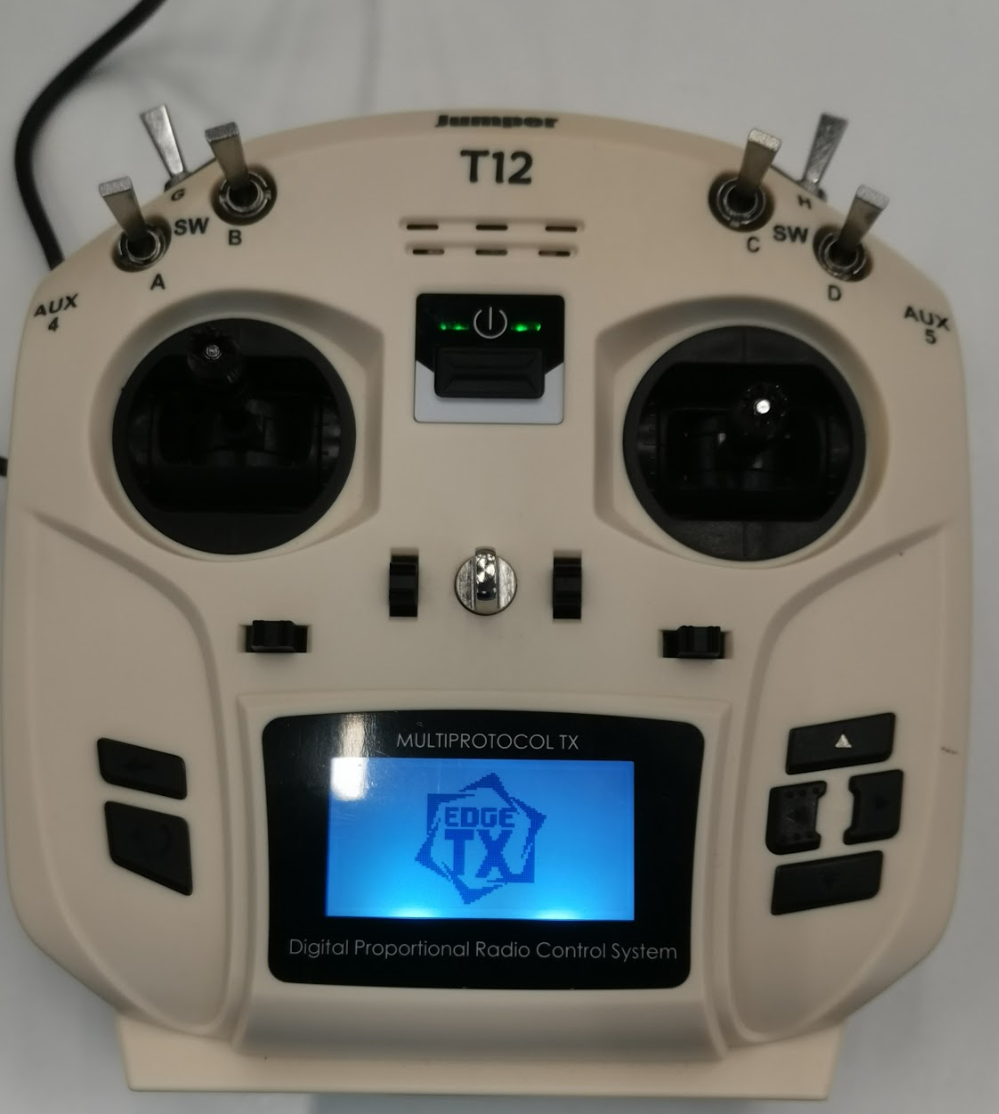 Jumper
T12
G
H
SW
B
C
SW
A
D
AUX
4
AUX
5
MULTIPROTOCOL TX
EDGE
TX
Digital Proportional Radio Control System